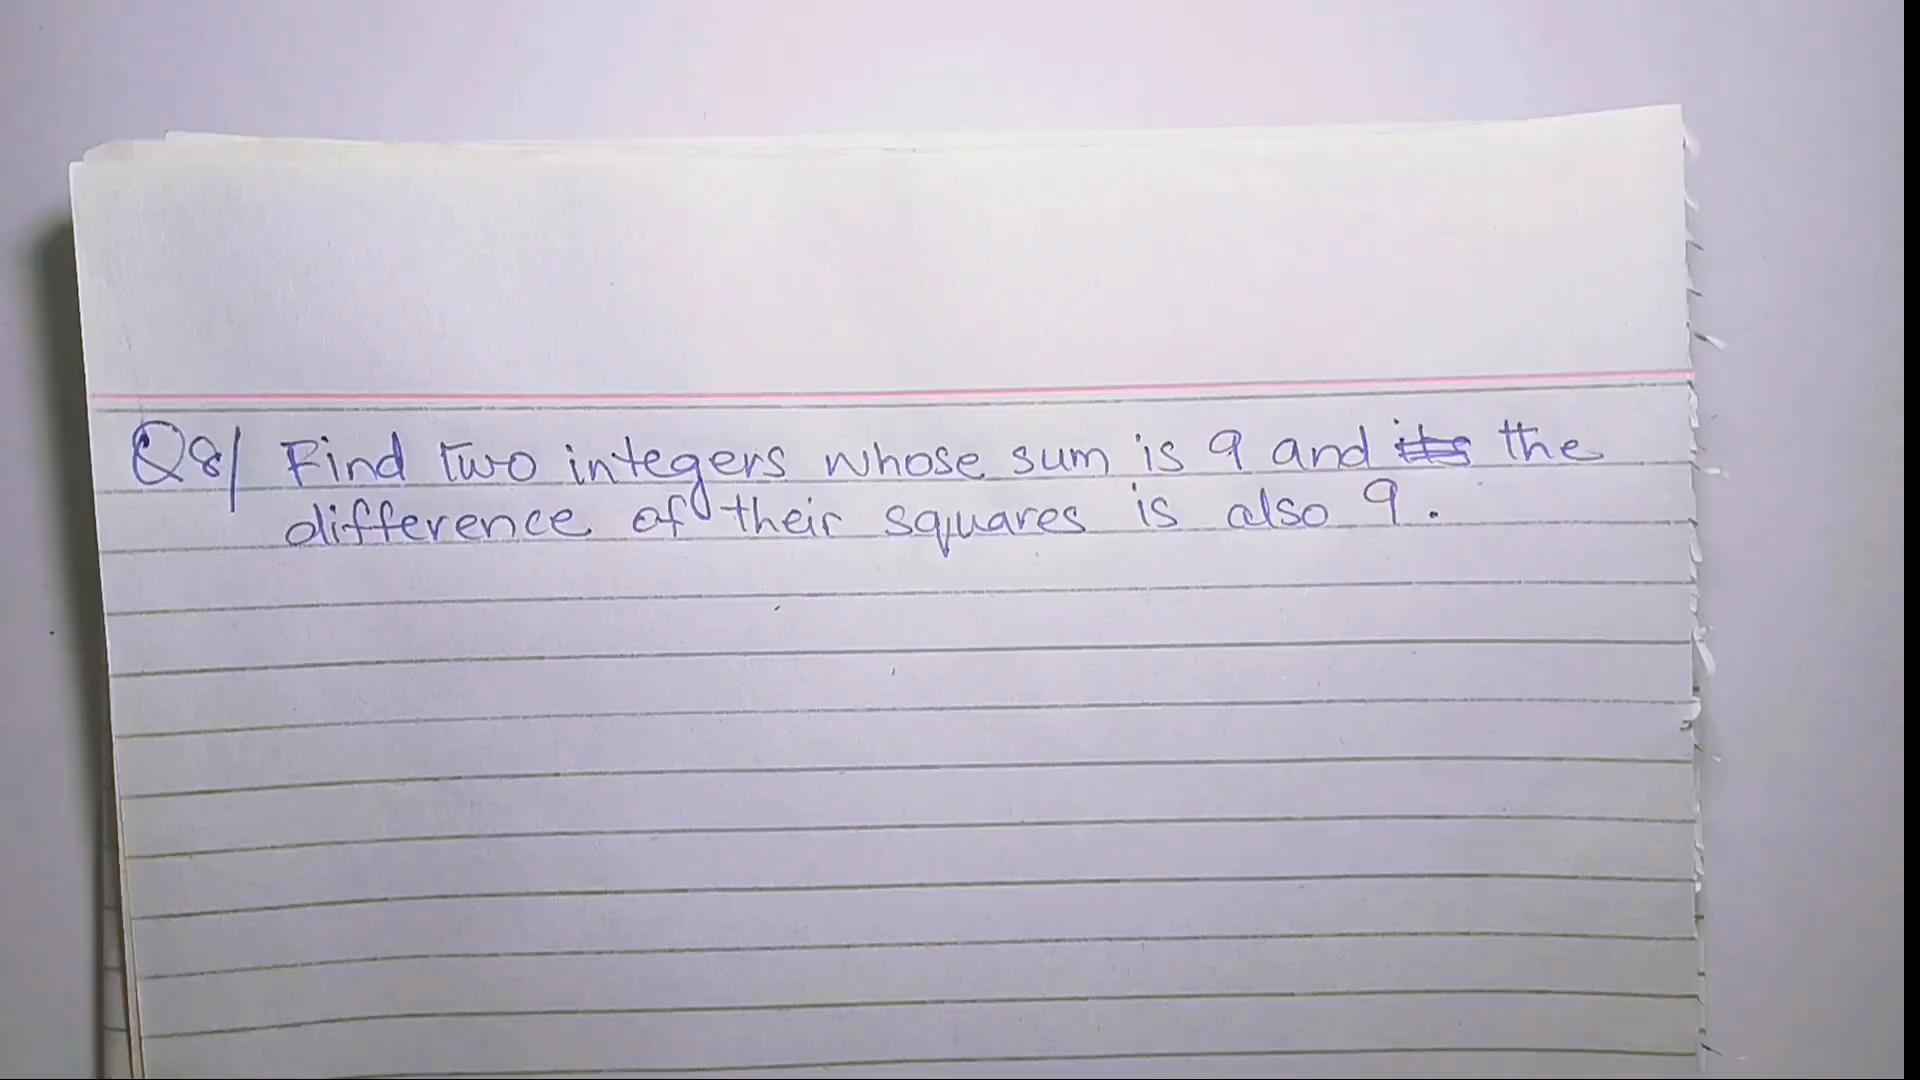 Q8/ Find two integers whose sum is 9 and the
difference of their squares is also 9.